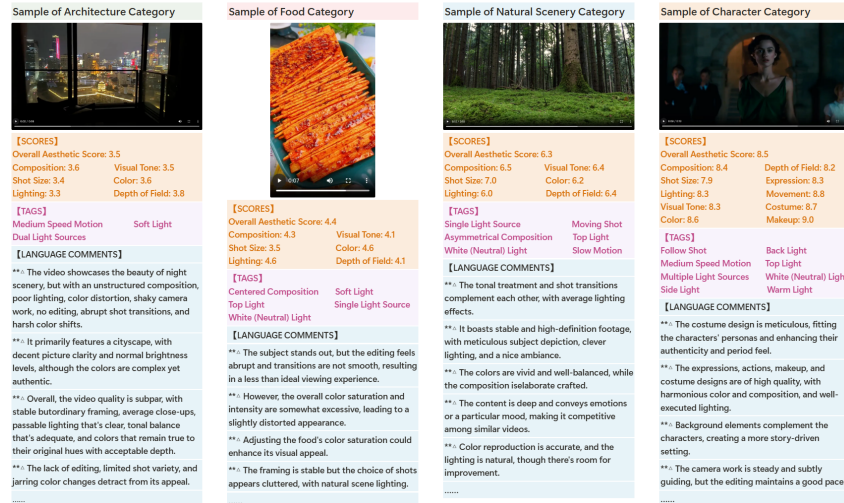 Sample of Architecture Category
【SCORES】
Overall Aesthetic Score: 3.5
Composition: 3.6 Visual Tone: 3.5
Shot Size: 3.4 Color: 3.6
Lighting: 3.3 Depth of Field: 3.8
【TAGS】
Medium Speed Motion Soft Light
Dual Light Sources
【LANGUAGE COMMENTS】
**△ The video showcases the beauty of night
scenery, but with an unstructured composition,
poor lighting, color distortion, shaky camera
work, no editing, abrupt shot transitions, and
harsh color shifts.
**△ It primarily features a cityscape, with
decent picture clarity and normal brightness
levels, although the colors are complex yet
authentic.
**△ Overall, the video quality is subpar, with
stable butordinary framing, average close-ups,
passable lighting that's clear, tonal balance
that's adequate, and colors that remain true to
their original hues with acceptable depth.
**△ The lack of editing, limited shot variety, and
jarring color changes detract from its appeal.
......
Sample of Food Category
0:07
【SCORES】
Overall Aesthetic Score: 4.4
Composition: 4.3 Visual Tone: 4.1
Shot Size: 3.5 Color: 4.6
Lighting: 4.6 Depth of Field: 4.1
【TAGS】
Centered Composition Soft Light
Top Light Single Light Source
White (Neutral) Light
【LANGUAGE COMMENTS】
**△ The subject stands out, but the editing feels
abrupt and transitions are not smooth, resulting
in a less than ideal viewing experience.
**△ However, the overall color saturation and
intensity are somewhat excessive, leading to a
slightly distorted appearance.
**△ Adjusting the food's color saturation could
enhance its visual appeal.
**△ The framing is stable but the choice of shots
appears cluttered, with natural scene lighting.
Sample of Natural Scenery Category
【SCORES】
Overall Aesthetic Score: 6.3
Composition: 6.5 Visual Tone: 6.4
Shot Size: 7.0 Color: 6.2
Lighting: 6.0 Depth of Field: 6.4
【TAGS】
Single Light Source Moving Shot
Asymmetrical Composition Top Light
White (Neutral) Light Slow Motion
【LANGUAGE COMMENTS】
**△ The tonal treatment and shot transitions
complement each other, with average lighting
effects.
**△ It boasts stable and high-definition footage,
with meticulous subject depiction, clever
lighting, and a nice ambiance.
**△ The colors are vivid and well-balanced, while
the composition iselaborate crafted.
**△ The content is deep and conveys emotions
or a particular mood, making it competitive
among similar videos.
**△ Color reproduction is accurate, and the
lighting is natural, though there's room for
improvement.
......
Sample of Character Category
【SCORES】
Overall Aesthetic Score: 8.5
Composition: 8.4 Depth of Field: 8.2
Shot Size: 7.9 Expression: 8.3
Lighting: 8.3 Movement: 8.8
Visual Tone: 8.3 Costume: 8.7
Color: 8.6 Makeup: 9.0
【TAGS】
Follow Shot Back Light
Medium Speed Motion Top Light
Multiple Light Sources White (Neutral) Ligh
Side Light Warm Light
【LANGUAGE COMMENTS】
**△ The costume design is meticulous, fitting
the characters' personas and enhancing their
authenticity and period feel.
**△ The expressions, actions, makeup, and
costume designs are of high quality, with
harmonious color and composition, and well-
executed lighting.
**△ Background elements complement the
characters, creating a more story-driven
setting.
**△ The camera work is steady and subtly
guiding, but the editing maintains a good pace
......